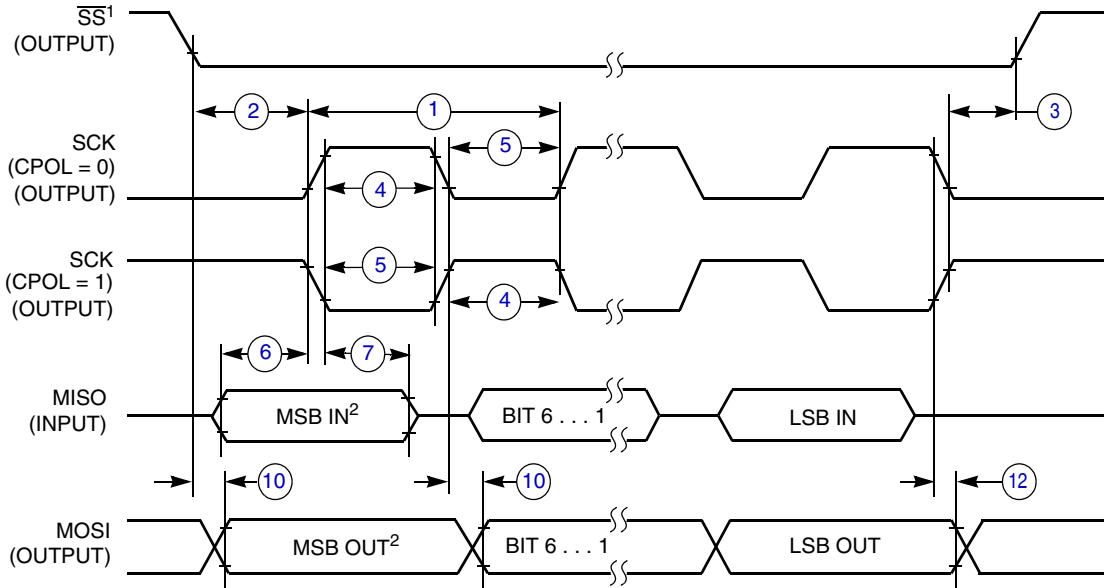 SS¹
(OUTPUT)
2
1
3
SCK
(CPOL = 0)
(OUTPUT)
5
4
SCK
(CPOL = 1)
(OUTPUT)
5
4
6
7
MISO
(INPUT)
MSB IN²
BIT 6 . . . 1
LSB IN
10
10
12
MOSI
(OUTPUT)
MSB OUT²
BIT 6 . . . 1
LSB OUT